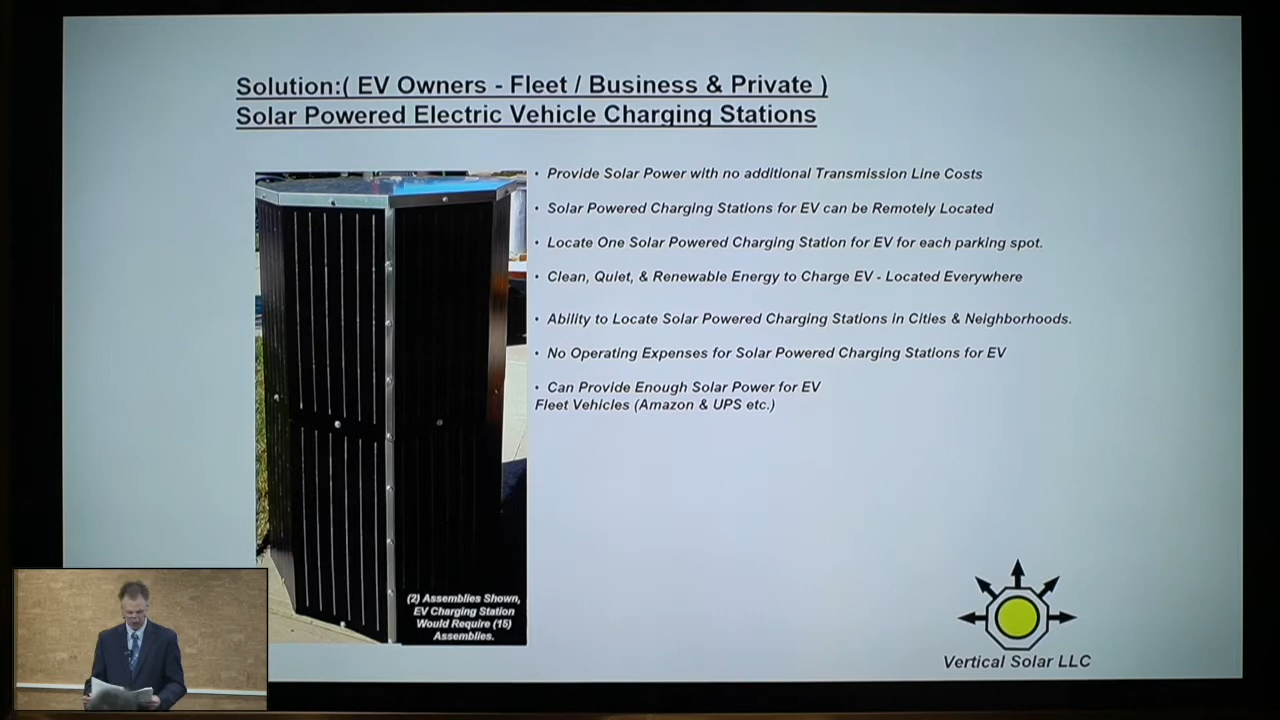 Solution:( EV Owners - Fleet / Business & Private )
Solar Powered Electric Vehicle Charging Stations
• Provide Solar Power with no additional Transmission Line Costs
• Solar Powered Charging Stations for EV can be Remotely Located
• Locate One Solar Powered Charging Station for EV for each parking spot.
• Clean, Quiet, & Renewable Energy to Charge EV - Located Everywhere
• Ability to Locate Solar Powered Charging Stations in Cities & Neighborhoods.
• No Operating Expenses for Solar Powered Charging Stations for EV
• Can Provide Enough Solar Power for EV
Fleet Vehicles (Amazon & UPS etc.)
(2) Assemblies Shown,
EV Charging Station
Would Require (15)
Assemblies.
Vertical Solar LLC